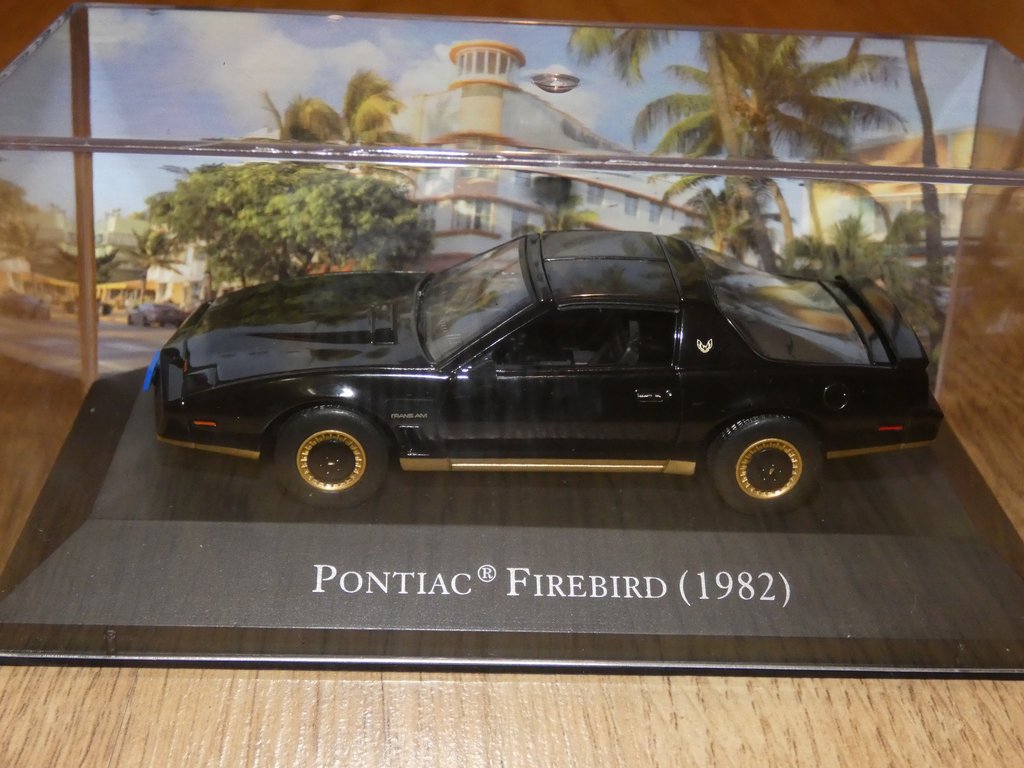 TRANS AM
PONTIAC® FIREBIRD (1982)